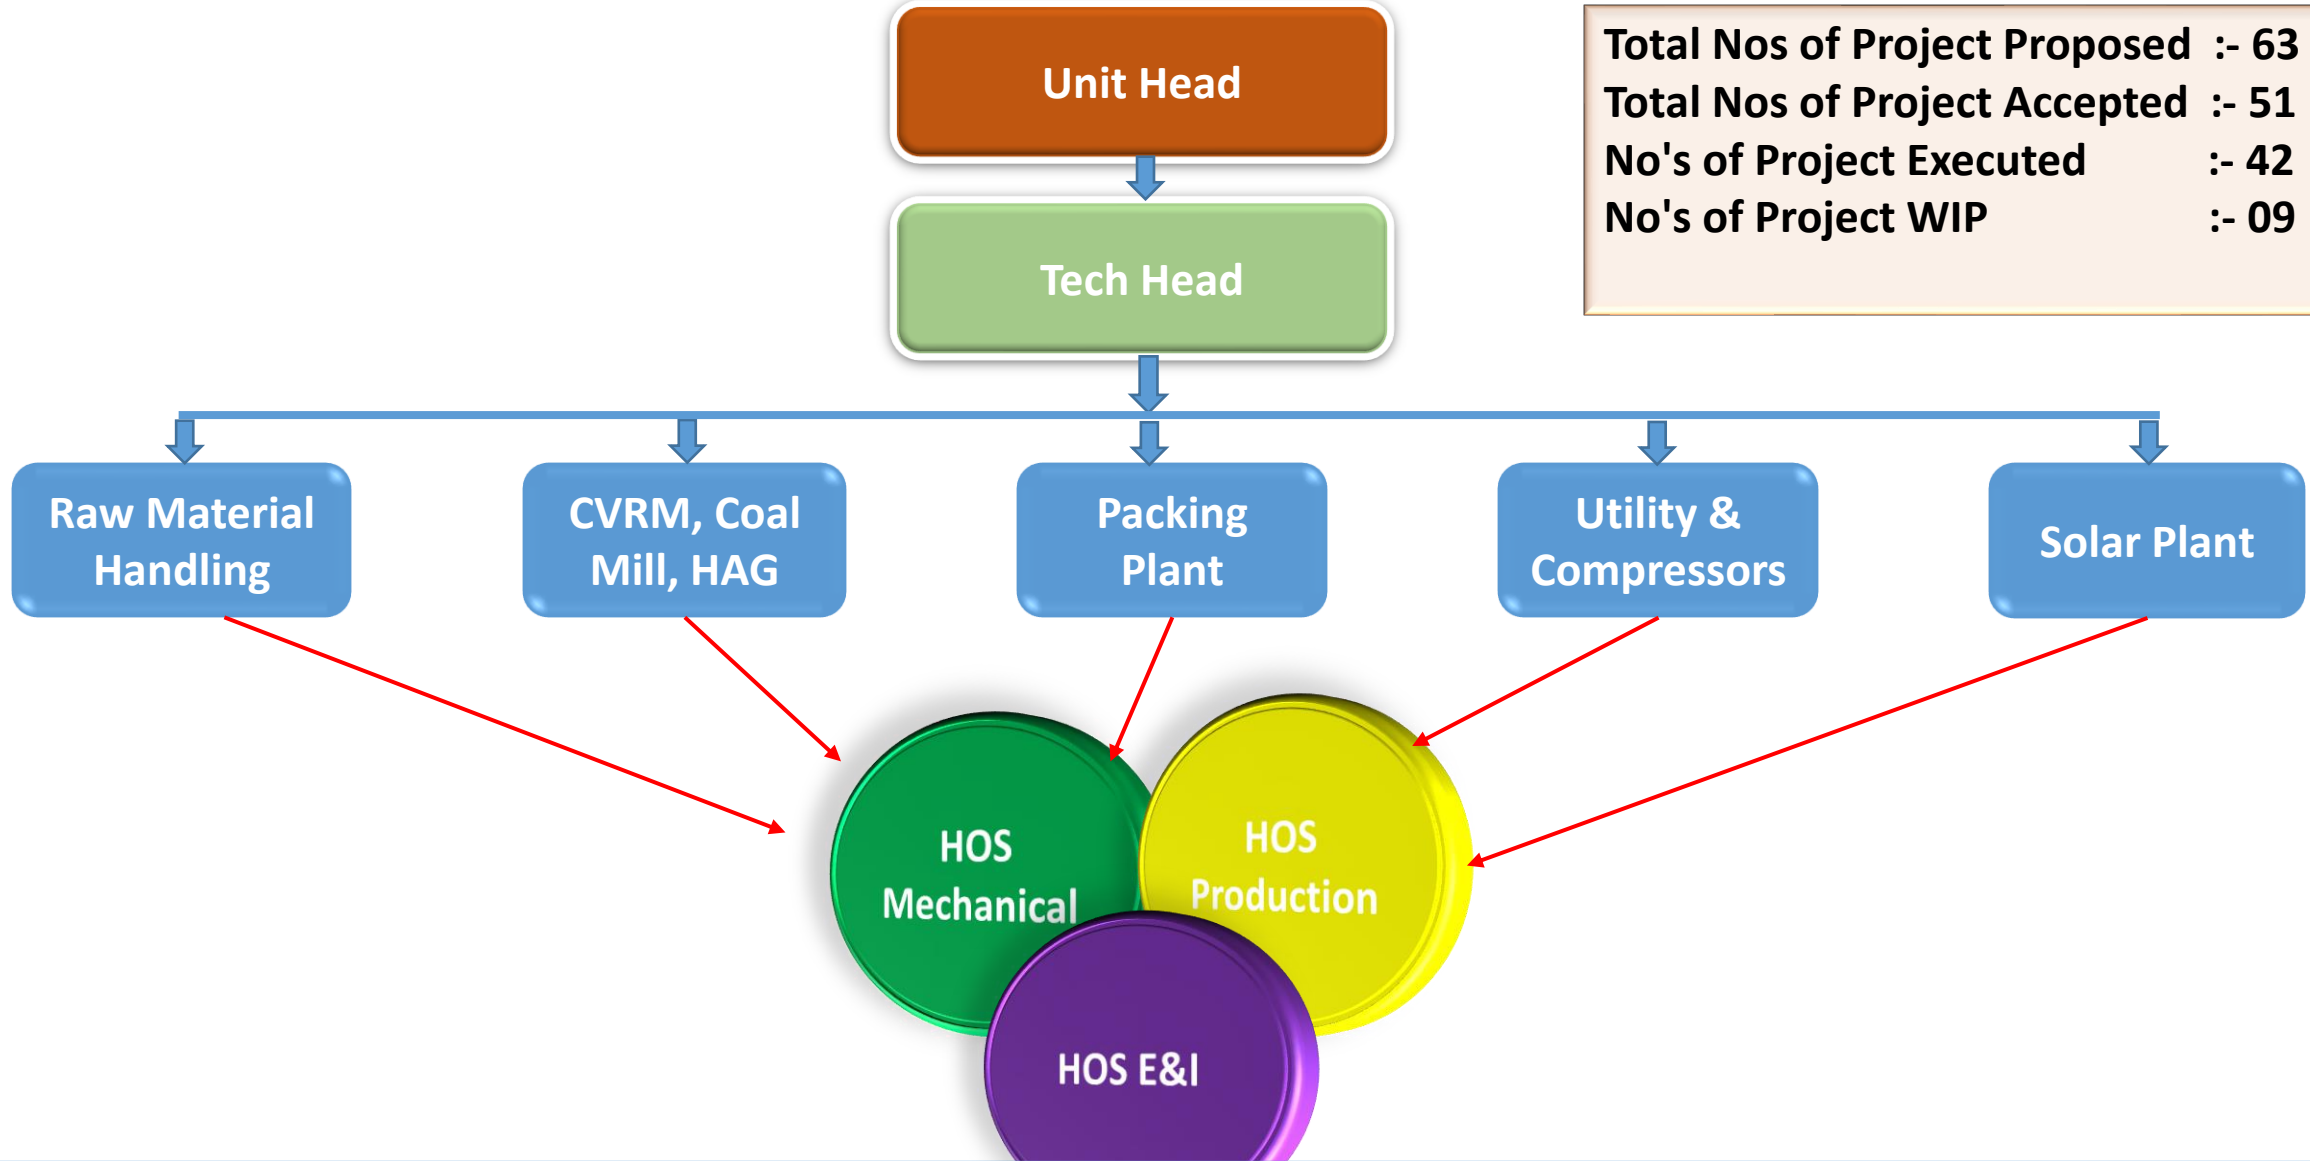 Unit Head
Total Nos of Project Proposed :- 63
Total Nos of Project Accepted :- 51
No's of Project Executed :- 42
No's of Project WIP :- 09
Tech Head
Raw Material
Handling
CVRM, Coal
Mill, HAG
Packing
Plant
Utility &
Compressors
Solar Plant
HOS
Mechanical
HOS
Production
HOS E&I